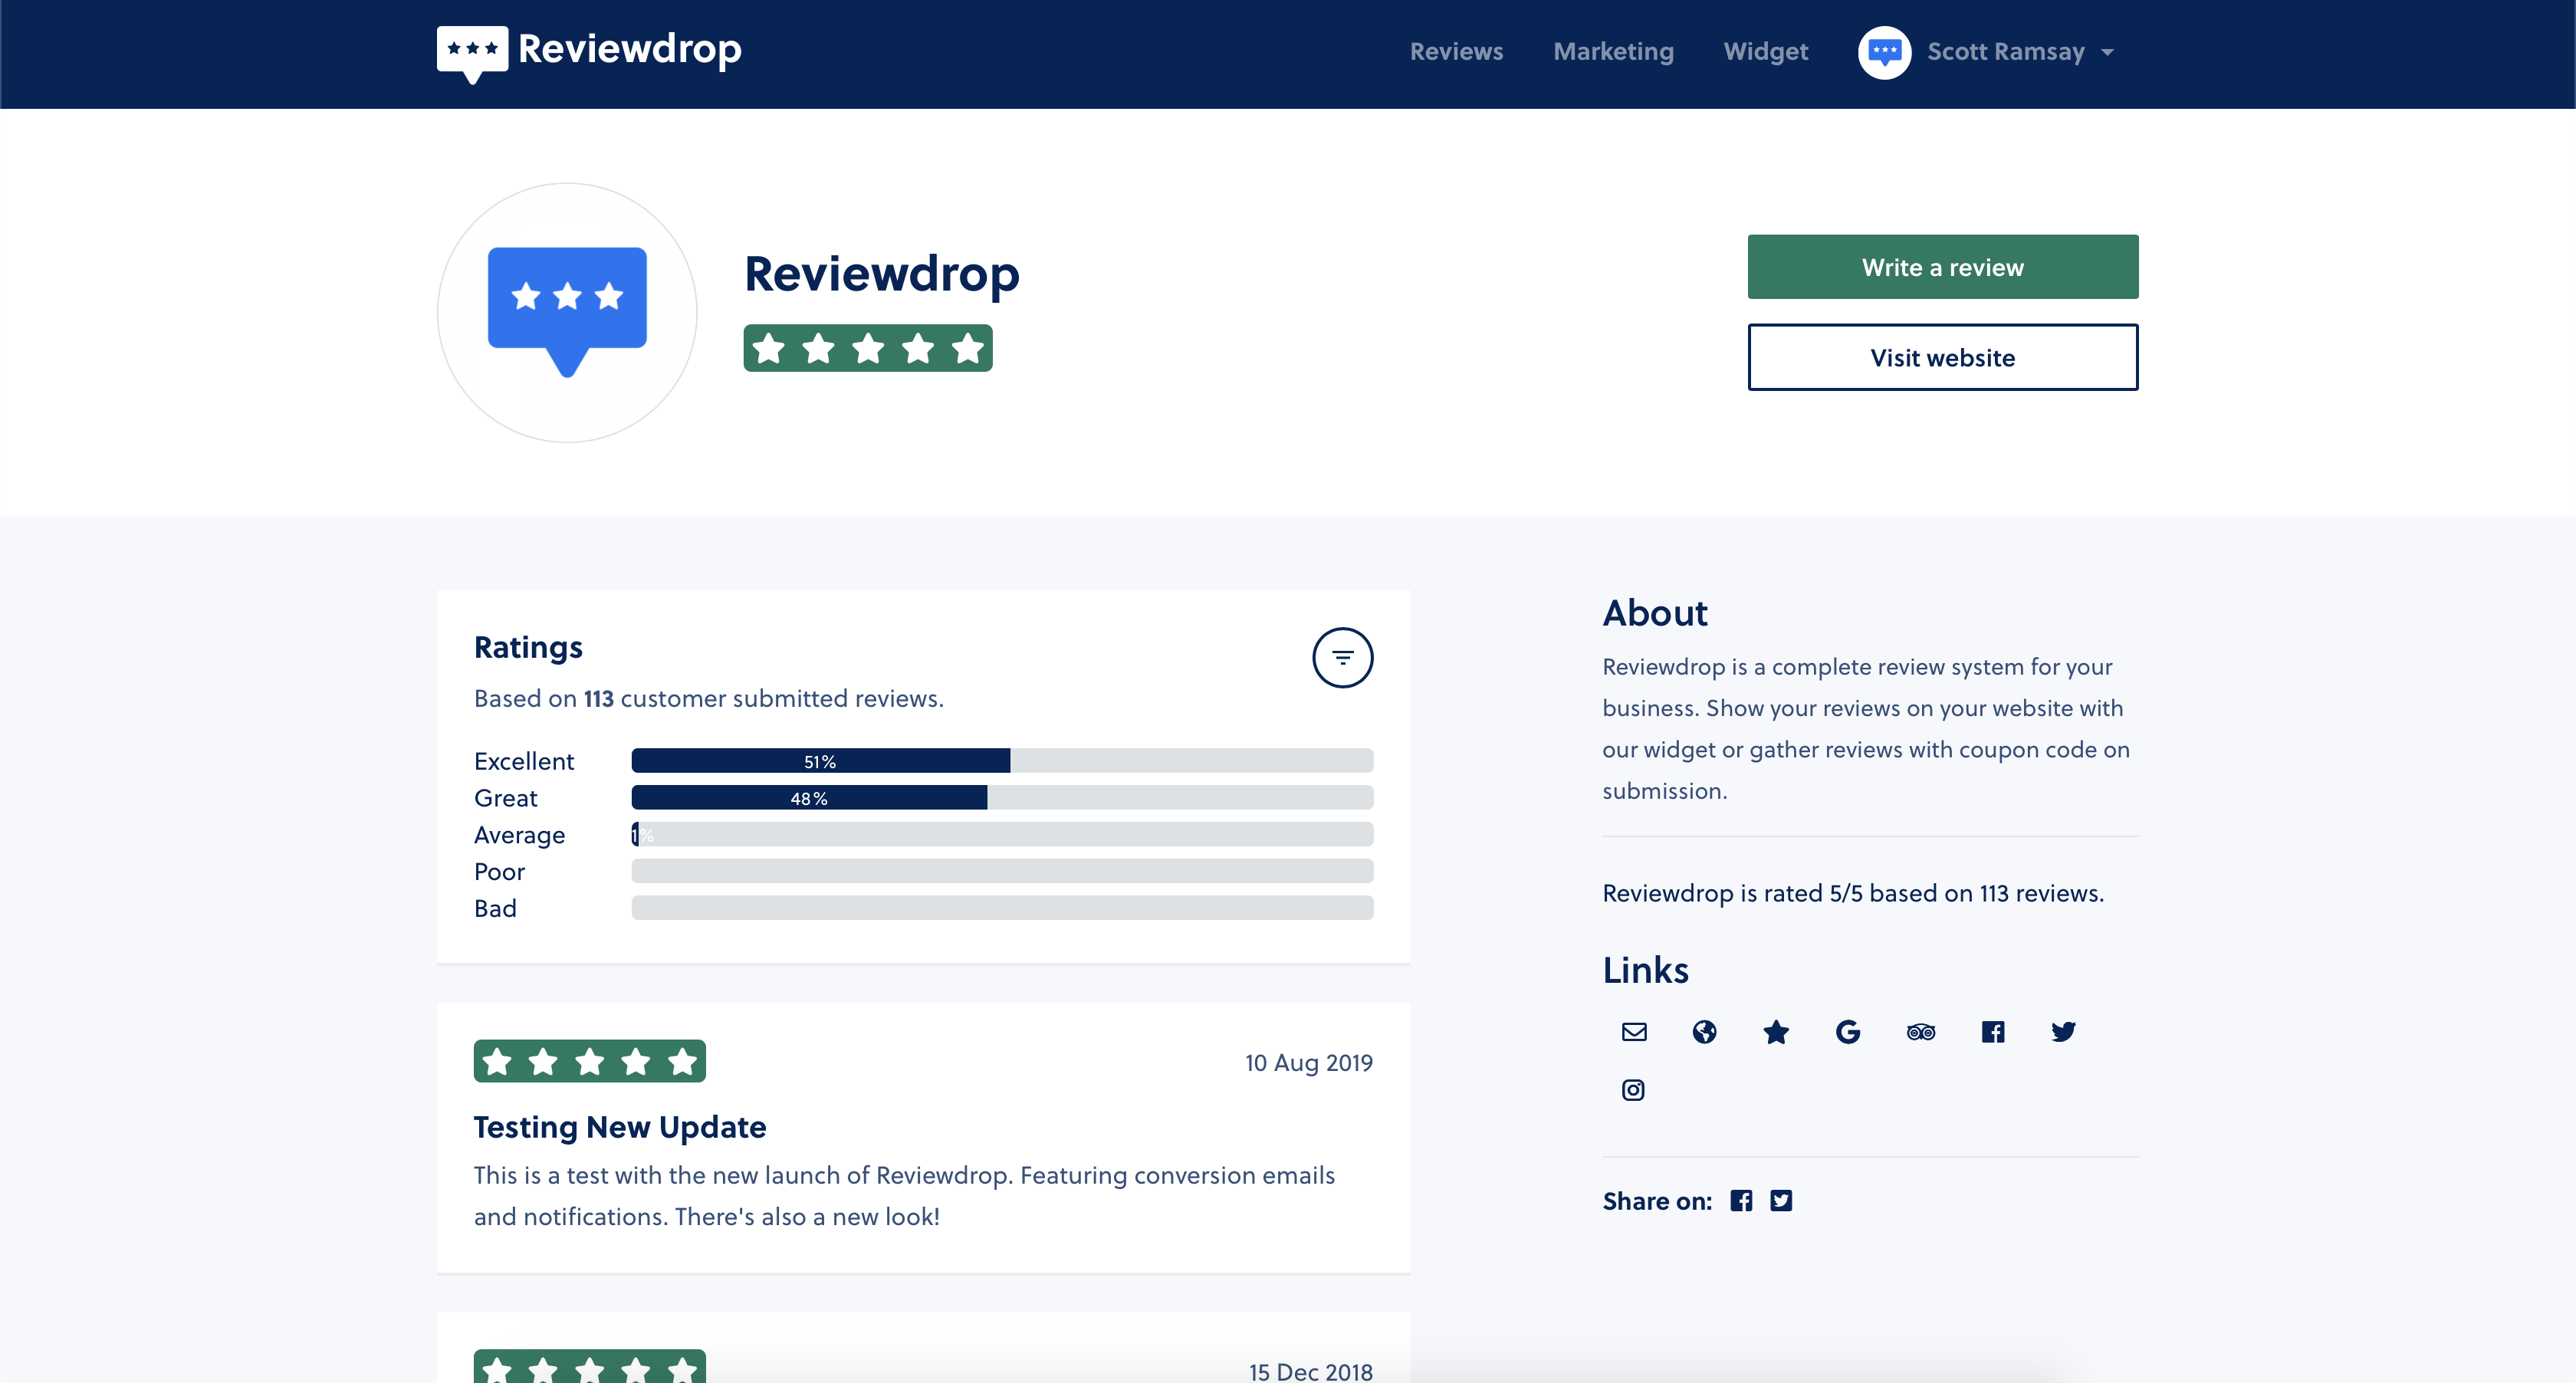 Reviewdrop
Reviews Marketing Widget Scott Ramsay
Reviewdrop
Write a review
Visit website
Ratings
Based on 113 customer submitted reviews.
Excellent 51%
Great 48%
Average 1%
Poor
Bad
About
Reviewdrop is a complete review system for your
business. Show your reviews on your website with
our widget or gather reviews with coupon code on
submission.
Reviewdrop is rated 5/5 based on 113 reviews.
Links
Share on:
10 Aug 2019
Testing New Update
This is a test with the new launch of Reviewdrop. Featuring conversion emails
and notifications. There's also a new look!
15 Dec 2018